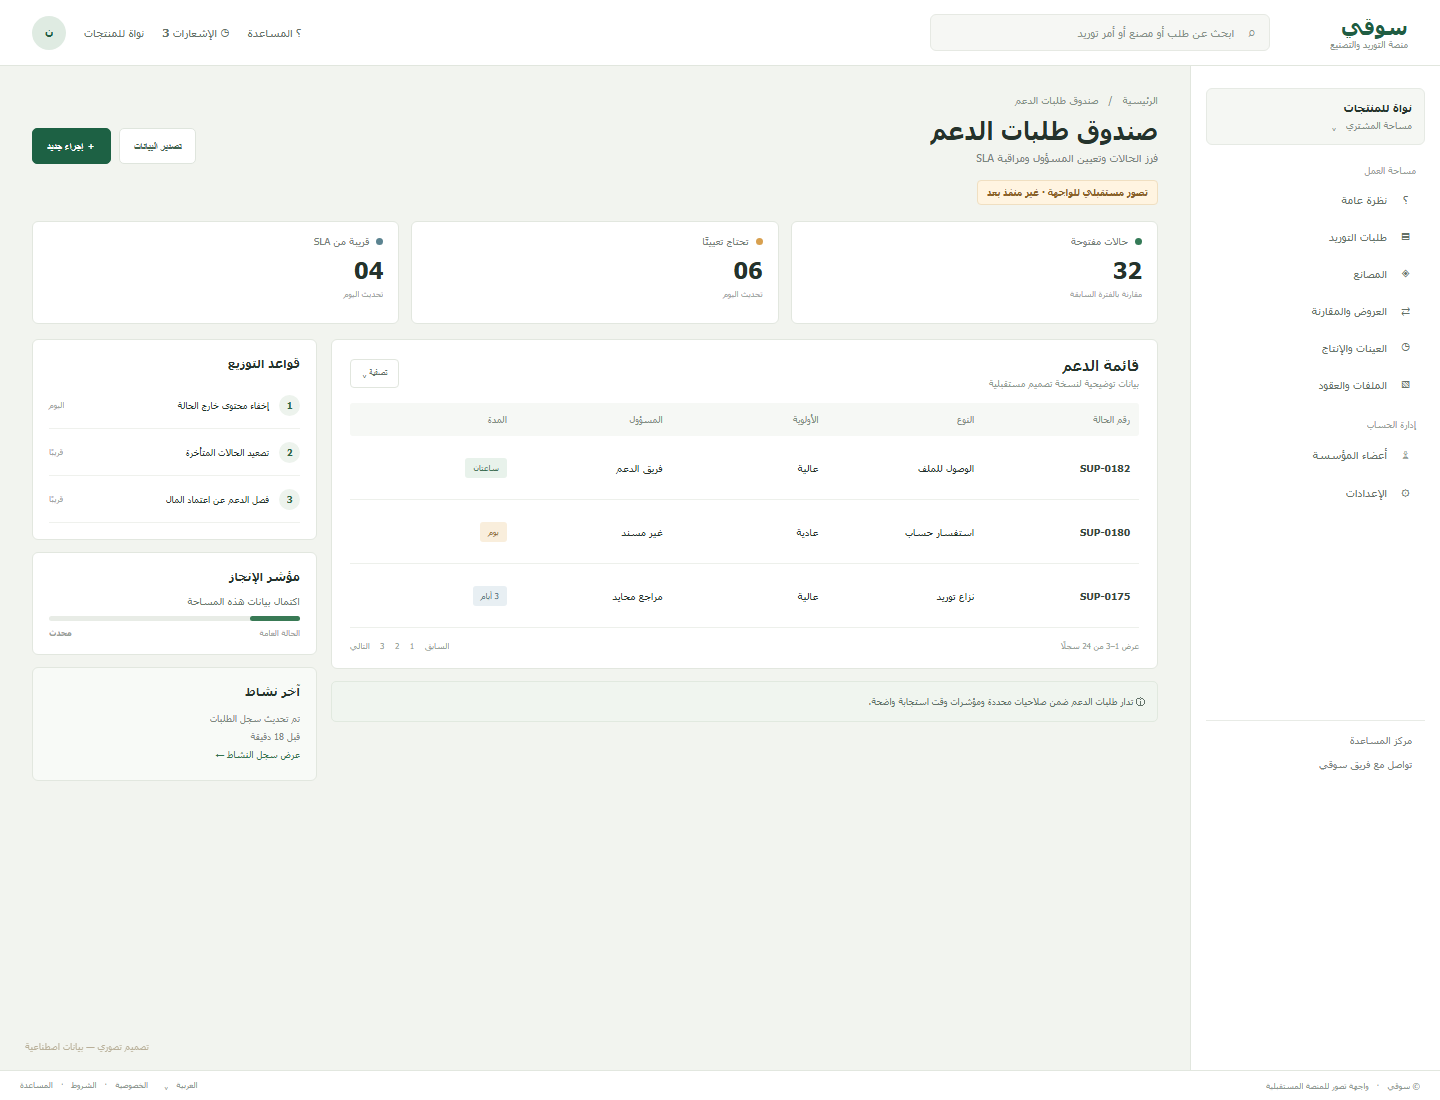 سوقي
منصة التوريد والتصنيع
ابحث عن طلب أو مصنع أو أمر توريد
؟ المساعدة
الإشعارات 3
نواة للمنتجات
ن
نواة للمنتجات
مساحة المشتري
مساحة العمل
؟ نظرة عامة
طلبات التوريد
المصانع
العروض والمقارنة
العينات والإنتاج
الملفات والعقود
إدارة الحساب
أعضاء المؤسسة
الإعدادات
مركز المساعدة
تواصل مع فريق سوقي
الرئيسية / صندوق طلبات الدعم
صندوق طلبات الدعم
فرز الحالات وتعيين المسؤول ومراقبة SLA
تصور مستقبلي للواجهة · غير منفذ بعد
تصدير البيانات
+ إجراء جديد
حالات مفتوحة
32
مقارنة بالفترة السابقة
تحتاج تعيينًا
06
تحديث اليوم
قريبة من SLA
04
تحديث اليوم
قائمة الدعم
بيانات توضيحية لنسخة تصميم مستقبلية
تصفية
رقم الحالة النوع الأولوية المسؤول المدة
SUP-0182 الوصول للملف عالية فريق الدعم ساعتان
SUP-0180 استفسار حساب عادية غير مسند يوم
SUP-0175 نزاع توريد عالية مراجع محايد 3 أيام
عرض 1–3 من 24 سجلًا
السابق 1 2 3 التالي
ⓘ تدار طلبات الدعم ضمن صلاحيات محددة ومؤشرات وقت استجابة واضحة.
قواعد التوزيع
1 إخفاء محتوى خارج الحالة اليوم
2 تصعيد الحالات المتأخرة قريبًا
3 فصل الدعم عن اعتماد المال قريبًا
مؤشر الإنجاز
اكتمال بيانات هذه المساحة
الحالة العامة محدث
آخر نشاط
تم تحديث سجل الطلبات
قبل 18 دقيقة
عرض سجل النشاط ←
تصميم تصوري — بيانات اصطناعية
© سوقي · واجهة تصور للمنصة المستقبلية
العربية الخصوصية · الشروط · المساعدة